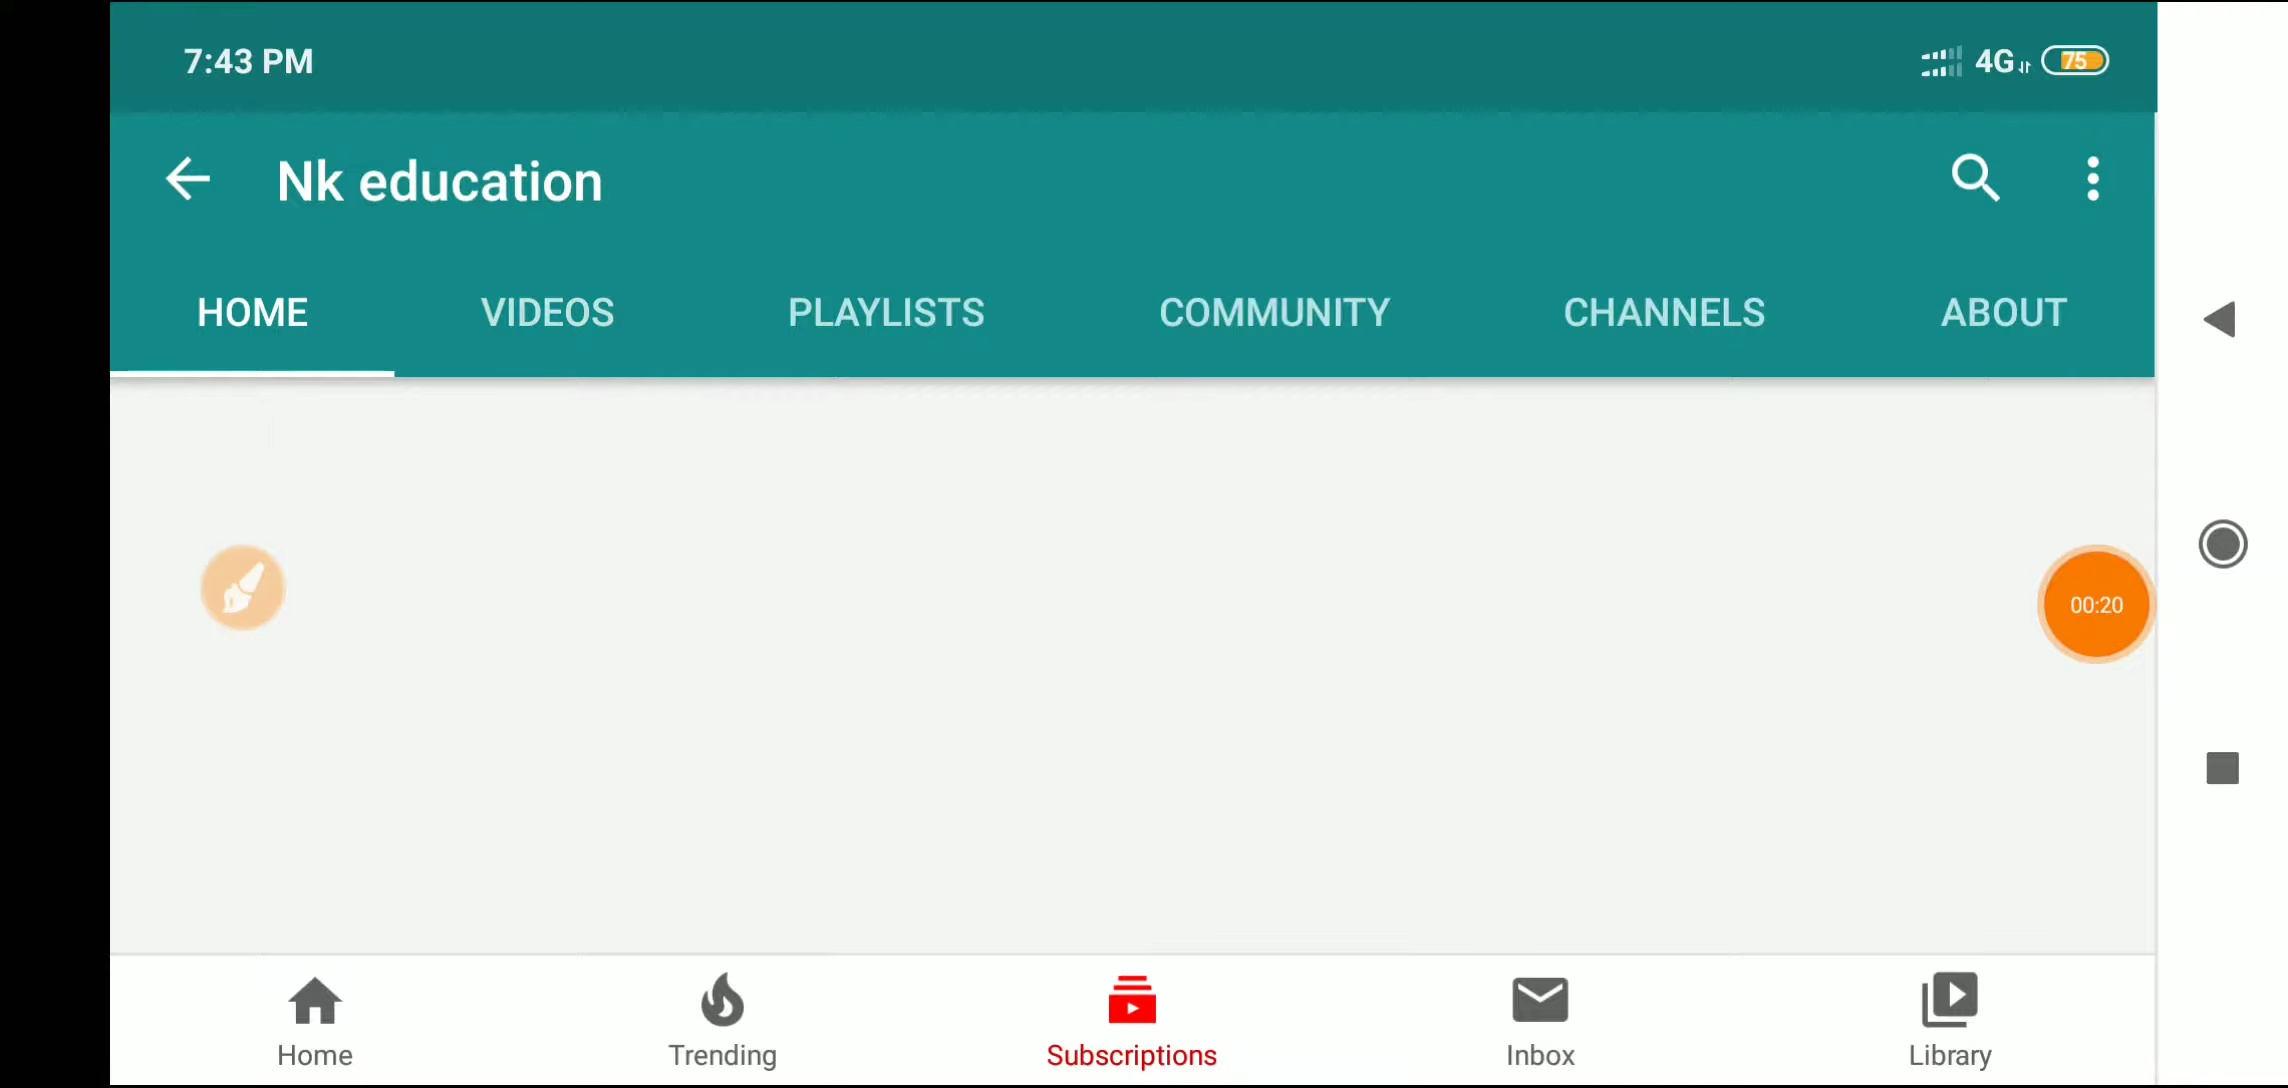 7:43 PM 4G 75
Nk education
HOME VIDEOS PLAYLISTS COMMUNITY CHANNELS ABOUT
00:20
Home Trending Subscriptions Inbox Library